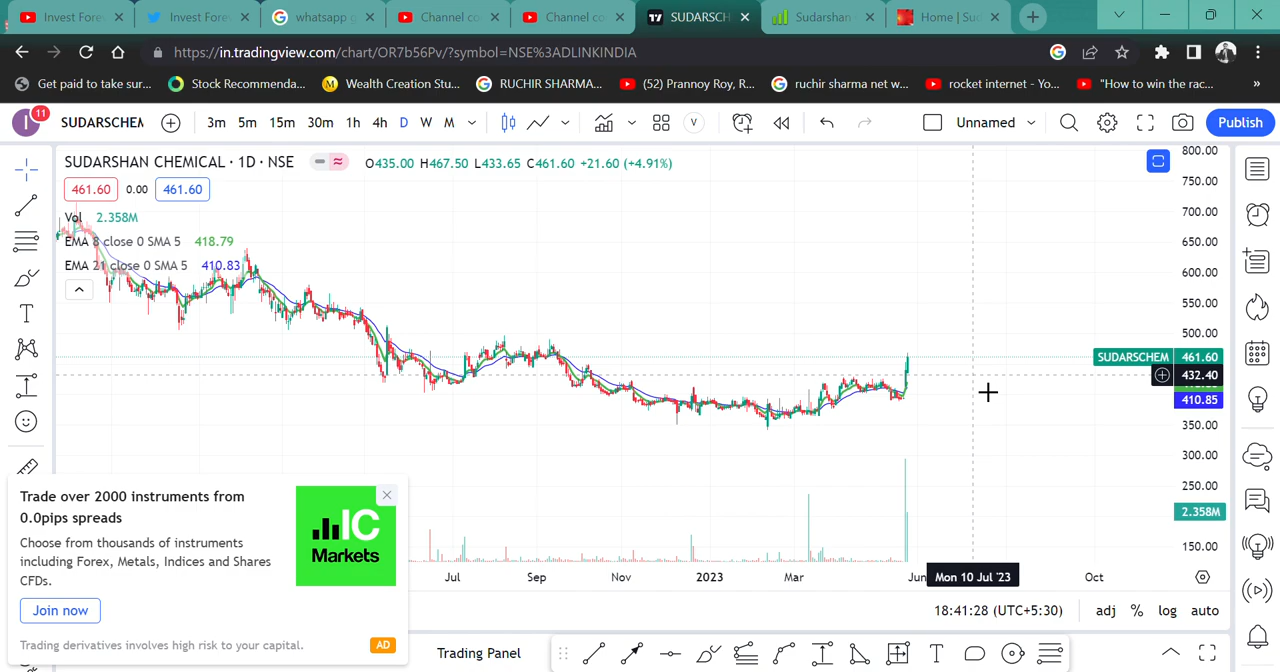 Invest Fore
Invest Fore
whatsapp g
Channel co
Channel co
SUDARSCH
Sudarshan
Home | Sud
https://in.tradingview.com/chart/OR7b56Pv/?symbol=NSE%3ADLINKINDIA
Get paid to take sur...
Stock Recommenda...
Wealth Creation Stu...
RUCHIR SHARMA...
(52) Prannoy Roy, R...
ruchir sharma net w...
rocket internet - Yo...
"How to win the rac...
»
I
11
SUDARSCHEM
3m 5m 15m 30m 1h 4h D W M
V
Unnamed
Publish
SUDARSHAN CHEMICAL · 1D · NSE
O435.00 H467.50 L433.65 C461.60 +21.60 (+4.91%)
461.60 0.00 461.60
Vol 2.358M
EMA 8 close 0 SMA 5 418.79
EMA 21 close 0 SMA 5 410.83
800.00
750.00
700.00
650.00
600.00
550.00
500.00
SUDARSCHEM 461.60
432.40
410.85
350.00
300.00
250.00
2.358M
150.00
Jul
Sep
Nov
2023
Mar
Jun
Mon 10 Jul '23
Oct
18:41:28 (UTC+5:30)
adj % log auto
Trade over 2000 instruments from
0.0pips spreads
Choose from thousands of instruments
including Forex, Metals, Indices and Shares
CFDs.
IC
Markets
Join now
Trading derivatives involves high risk to your capital.
AD
Trading Panel